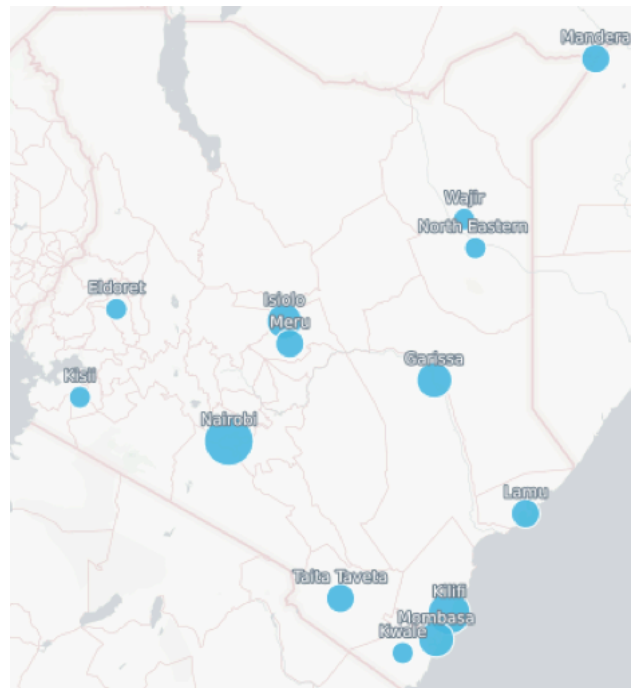 Mandera
Wajir
North Eastern
Eldoret
Isiolo
Meru
Garissa
Kisii
Nairobi
Lamu
Taita Taveta
Kilifi
Mombasa
Kwale